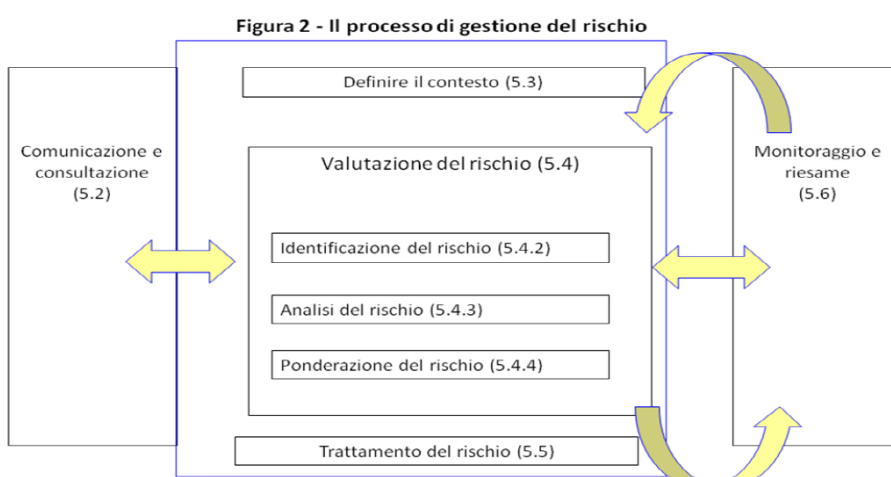 Figura 2 - Il processo di gestione del rischio
Definire il contesto (5.3)
Comunicazione e
consultazione
(5.2)
Valutazione del rischio (5.4)
Monitoraggio e
riesame
(5.6)
Identificazione del rischio (5.4.2)
Analisi del rischio (5.4.3)
Ponderazione del rischio (5.4.4)
Trattamento del rischio (5.5)